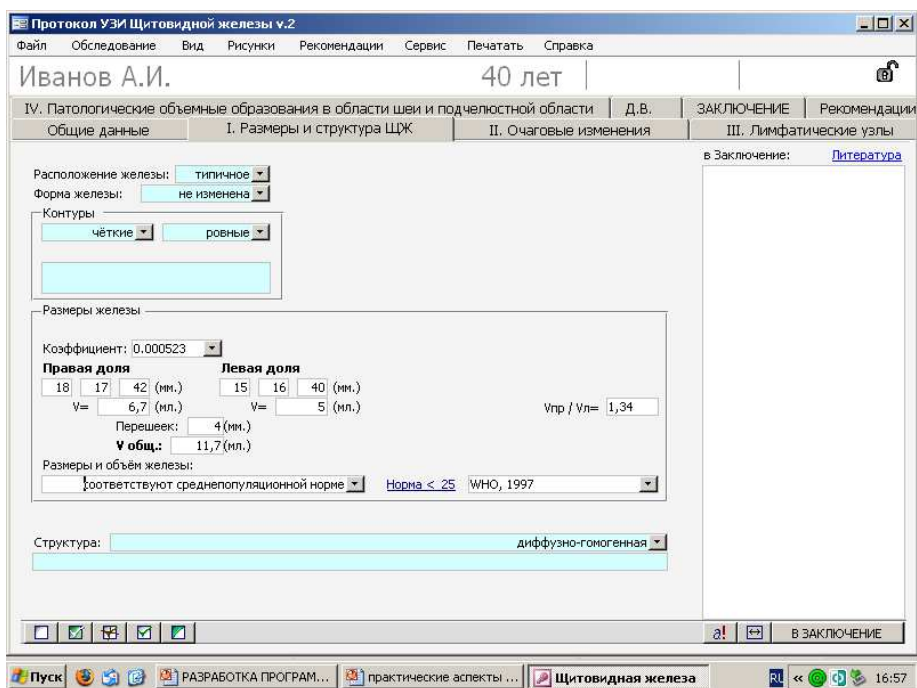 Протокол УЗИ Щитовидной железы v.2
Файл Обследование Вид Рисунки Рекомендации Сервис Печатать Справка
Иванов А.И. 40 лет
IV. Патологические объемные образования в области шеи и подчелюстной области Д.В. ЗАКЛЮЧЕНИЕ Рекомендации
Общие данные I. Размеры и структура ЩЖ II. Очаговые изменения III. Лимфатические узлы
в Заключение: Литература
Расположение железы: типичное
Форма железы: не изменена
Контуры
чёткие ровные
Размеры железы
Коэффициент: 0.000523
Правая доля Левая доля
18 17 42 (мм.) 15 16 40 (мм.)
V= 6,7 (мл.) V= 5 (мл.) Vпр / Vл= 1,34
Перешеек: 4 (мм.)
V общ.: 11,7 (мл.)
Размеры и объём железы:
соответствуют среднепопуляционной норме Норма < 25 WHO, 1997
Структура: диффузно-гомогенная
a! В ЗАКЛЮЧЕНИЕ
Пуск РАЗРАБОТКА ПРОГРАМ... практические аспекты ... Щитовидная железа RU « 16:57